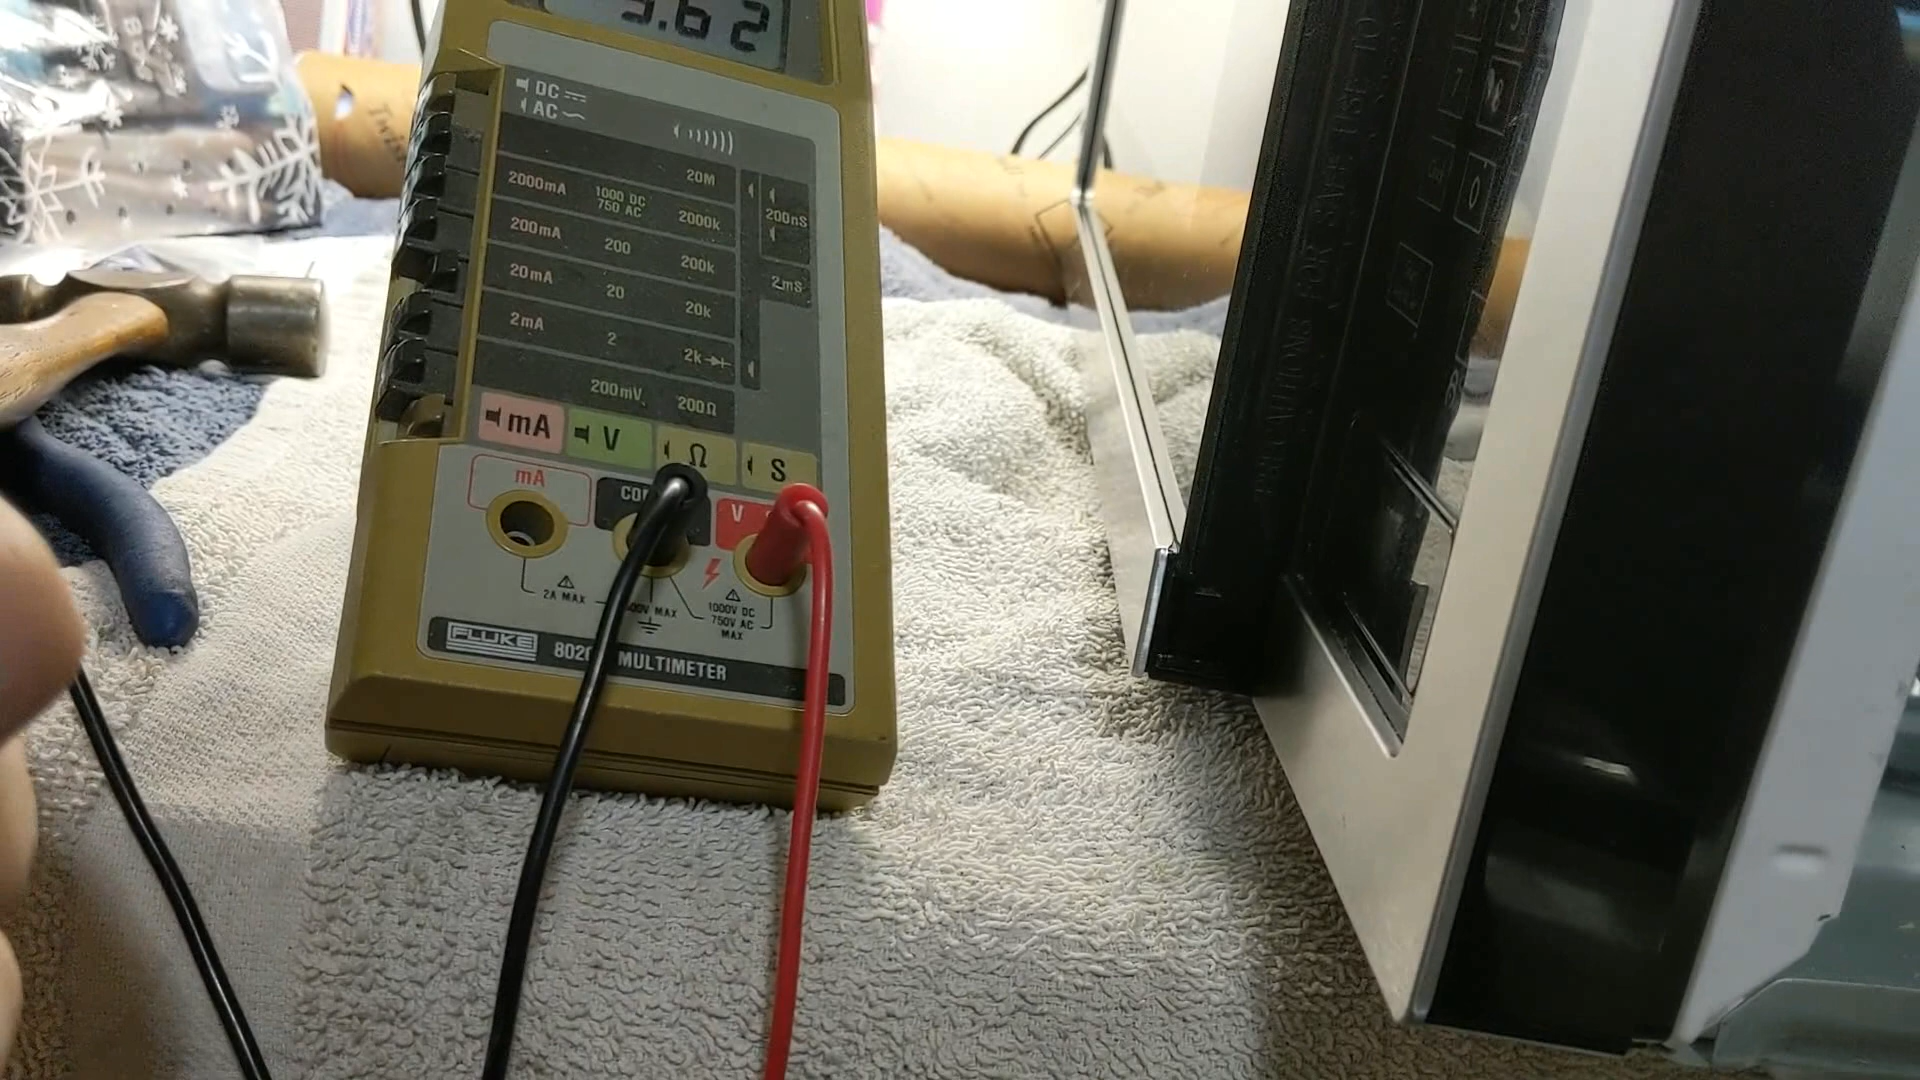 DC
AC
20M
2000mA 1000 DC 2000k
750 AC
200nS
200mA 200 200k
2mS
20mA 20 20k
2mA 2 2k
200mV 200Ω
mA V Ω S
mA V
2A MAX 1000V DC
750V AC
MAX MAX
FLUKE MULTIMETER
PRECAUTIONS FOR SAFE USE TO